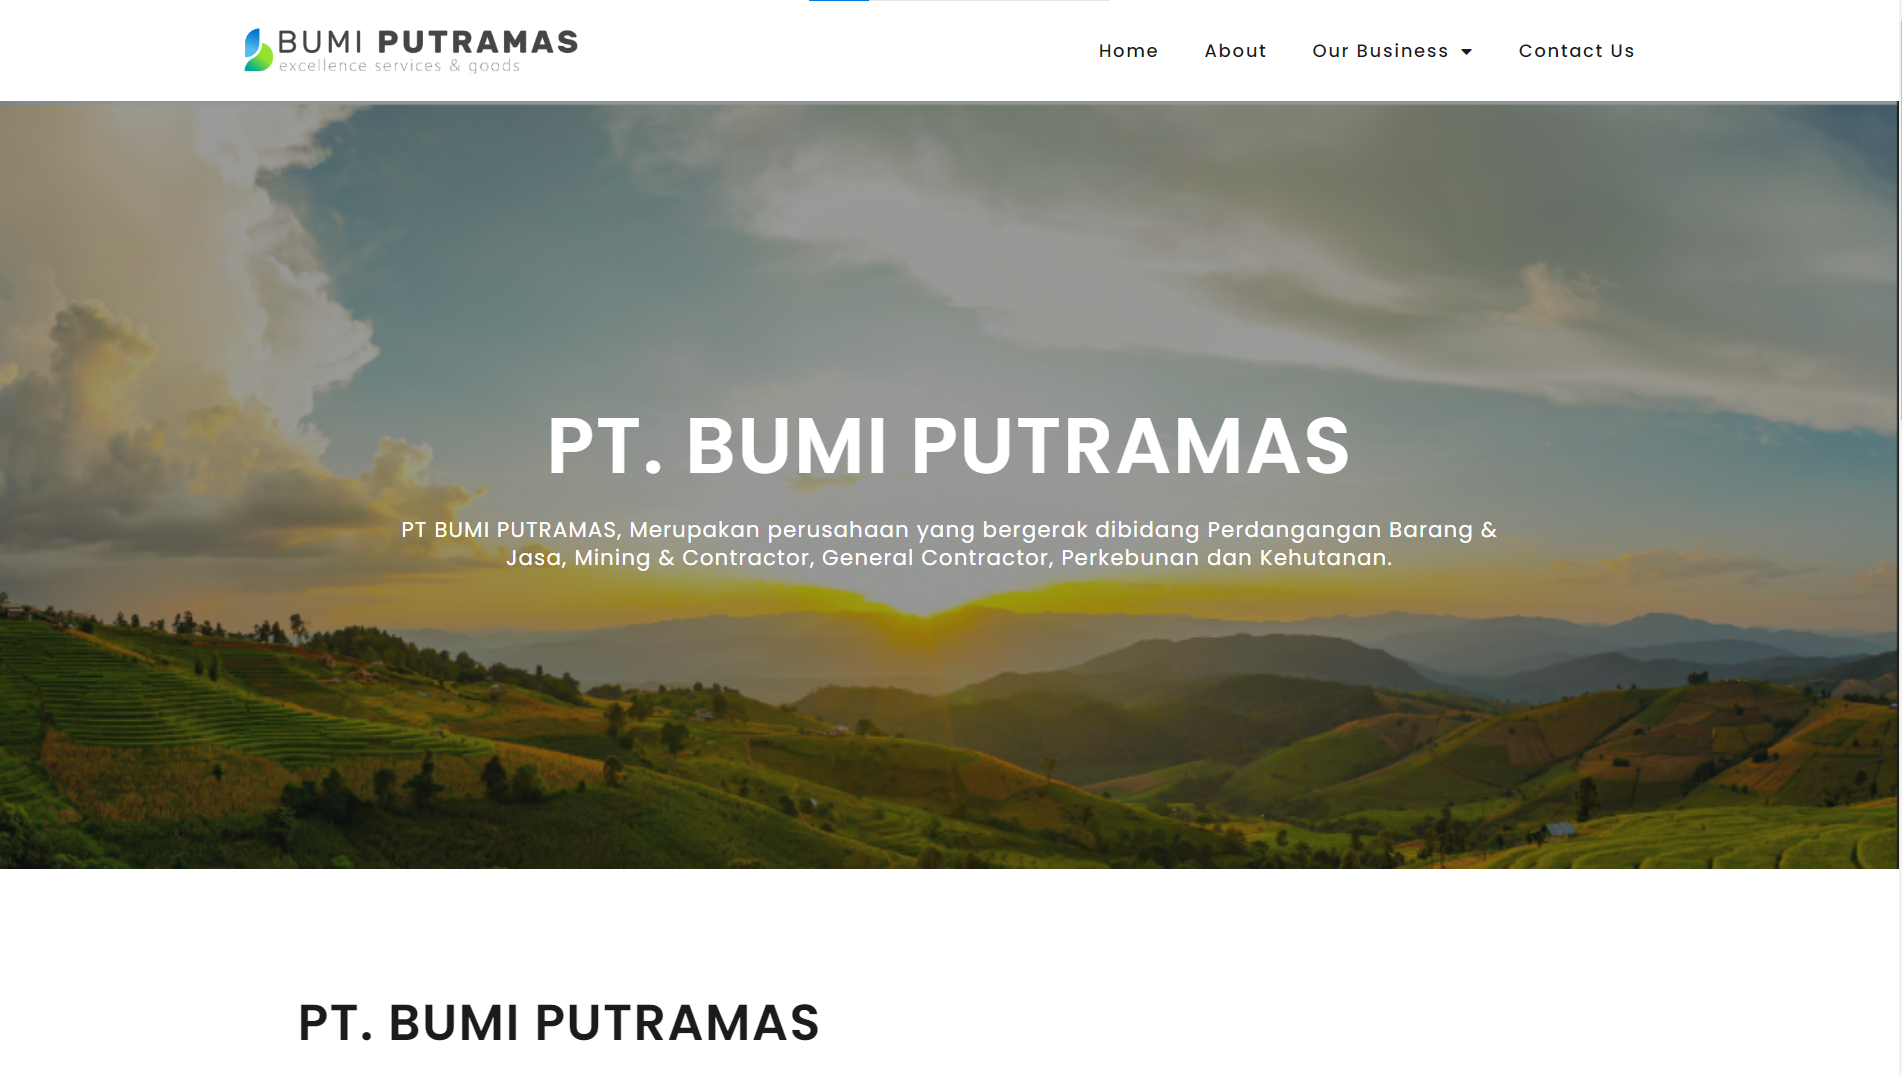 BUMI PUTRAMAS
excellence services & goods
Home
About
Our Business
Contact Us
PT. BUMI PUTRAMAS
PT BUMI PUTRAMAS, Merupakan perusahaan yang bergerak dibidang Perdangangan Barang &
Jasa, Mining & Contractor, General Contractor, Perkebunan dan Kehutanan.
PT. BUMI PUTRAMAS